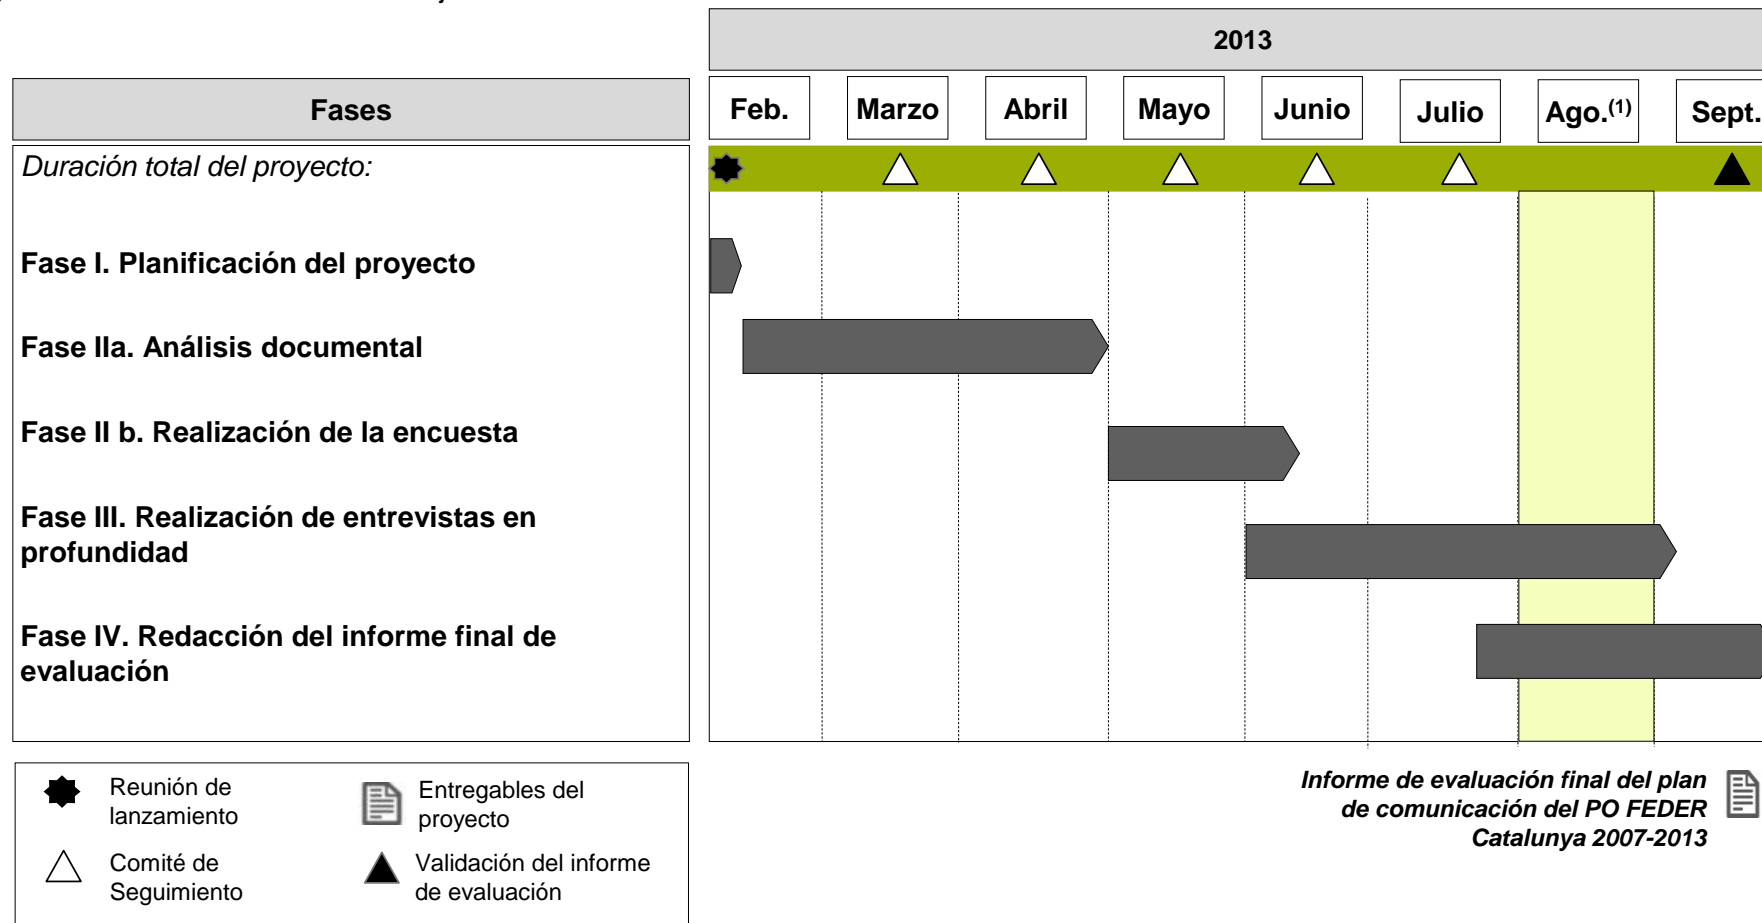 2013
Fases
Feb.
Marzo
Abril
Mayo
Junio
Julio
Ago.(1)
Sept.
Duración total del proyecto:
Fase I. Planificación del proyecto
Fase IIa. Análisis documental
Fase II b. Realización de la encuesta
Fase III. Realización de entrevistas en
profundidad
Fase IV. Redacción del informe final de
evaluación
Reunión de
lanzamiento
Entregables del
proyecto
Comité de
Seguimiento
Validación del informe
de evaluación
Informe de evaluación final del plan
de comunicación del PO FEDER
Catalunya 2007-2013